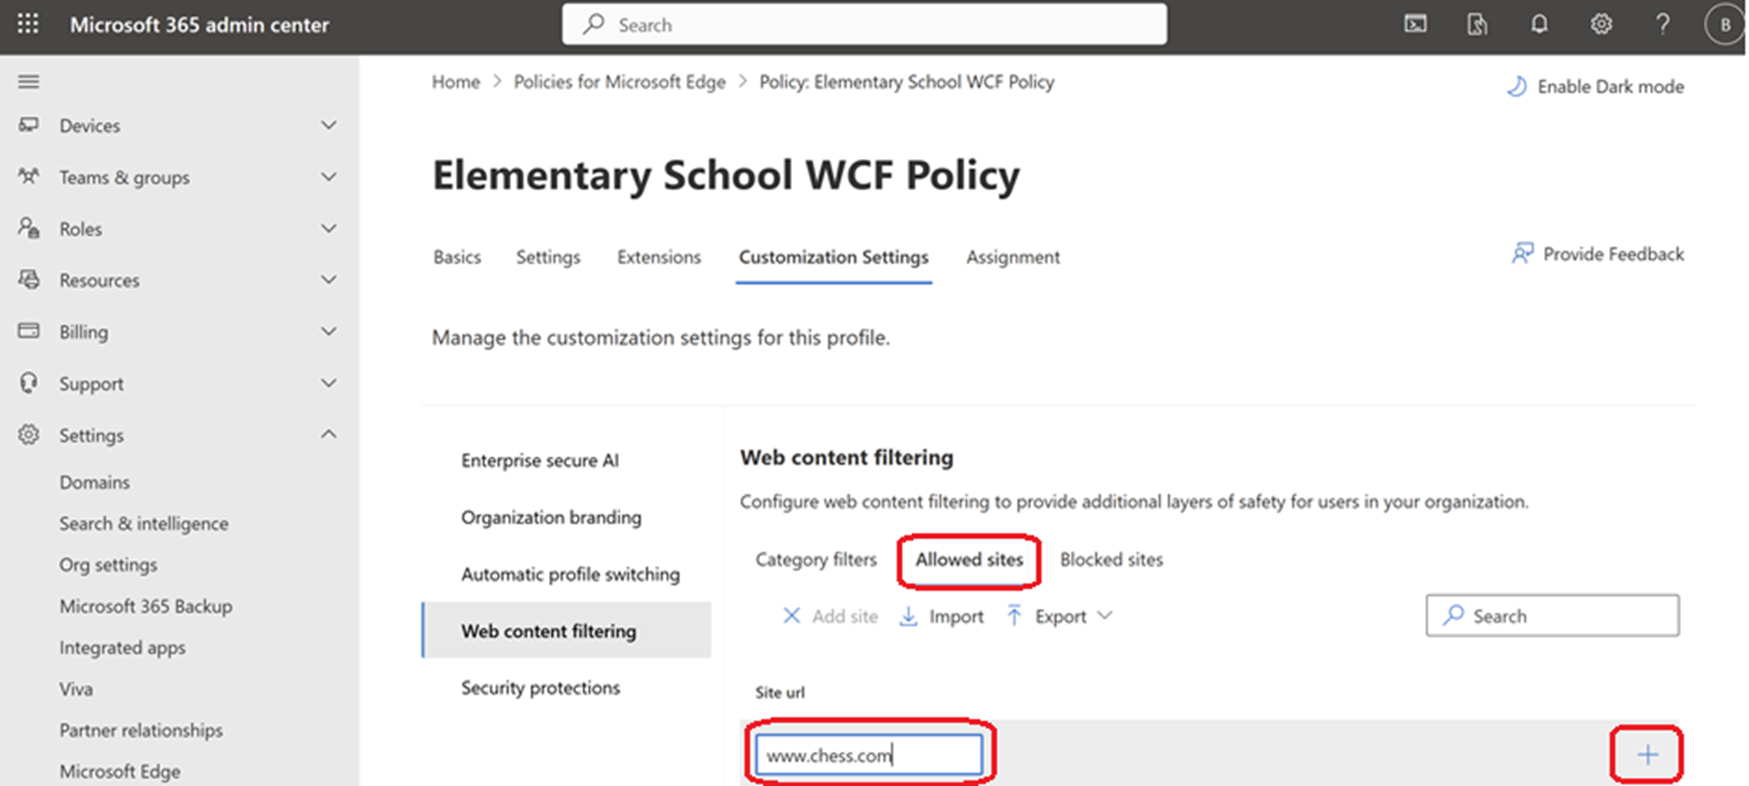 Microsoft 365 admin center
Search
B
Home > Policies for Microsoft Edge > Policy: Elementary School WCF Policy
Enable Dark mode
Devices
Teams & groups
Roles
Resources
Billing
Support
Settings
Domains
Search & intelligence
Org settings
Microsoft 365 Backup
Integrated apps
Viva
Partner relationships
Microsoft Edge
Elementary School WCF Policy
Basics Settings Extensions Customization Settings Assignment
Provide Feedback
Manage the customization settings for this profile.
Enterprise secure AI
Organization branding
Automatic profile switching
Web content filtering
Security protections
Web content filtering
Configure web content filtering to provide additional layers of safety for users in your organization.
Category filters Allowed sites Blocked sites
Add site Import Export
Search
Site url
www.chess.com